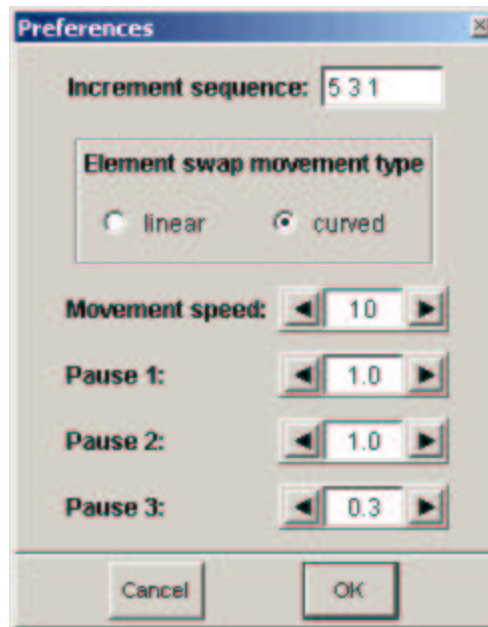 Preferences
Increment sequence: 5 3 1
Element swap movement type
linear curved
Movement speed: 10
Pause 1: 1.0
Pause 2: 1.0
Pause 3: 0.3
Cancel OK